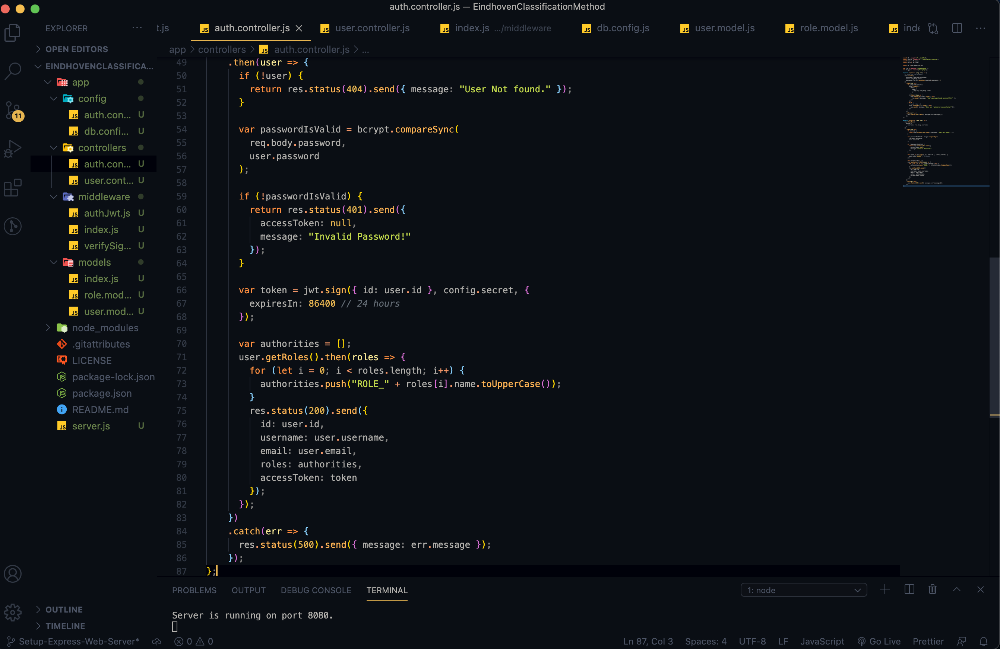 auth.controller.js — EindhovenClassificationMethod
EXPLORER
t.js
auth.controller.js
user.controller.js
index.js .../middleware
db.config.js
user.model.js
role.model.js
inde
OPEN EDITORS
app > controllers > JS auth.controller.js > ...
EINDHOVENCLASSIFICA...
app
config
auth.con... U
db.confi... U
controllers
auth.con... U
user.cont... U
middleware
authJwt.js U
index.js U
verifySig... U
models
index.js U
role.mod... U
user.mod... U
node_modules
.gitattributes
LICENSE
package-lock.json
package.json
README.md
server.js U
11
49 .then(user => {
50 if (!user) {
51 return res.status(404).send({ message: "User Not found." });
52 }
53
54 var passwordIsValid = bcrypt.compareSync(
55 req.body.password,
56 user.password
57 );
58
59 if (!passwordIsValid) {
60 return res.status(401).send({
61 accessToken: null,
62 message: "Invalid Password!"
63 });
64 }
65
66 var token = jwt.sign({ id: user.id }, config.secret, {
67 expiresIn: 86400 // 24 hours
68 });
69
70 var authorities = [];
71 user.getRoles().then(roles => {
72 for (let i = 0; i < roles.length; i++) {
73 authorities.push("ROLE_" + roles[i].name.toUpperCase());
74 }
75 res.status(200).send({
76 id: user.id,
77 username: user.username,
78 email: user.email,
79 roles: authorities,
80 accessToken: token
81 });
82 });
83 })
84 .catch(err => {
85 res.status(500).send({ message: err.message });
86 });
87 };
PROBLEMS OUTPUT DEBUG CONSOLE TERMINAL
1: node
Server is running on port 8080.
OUTLINE
TIMELINE
Setup-Express-Web-Server* 0 0
Ln 87, Col 3 Spaces: 4 UTF-8 LF JavaScript Go Live Prettier